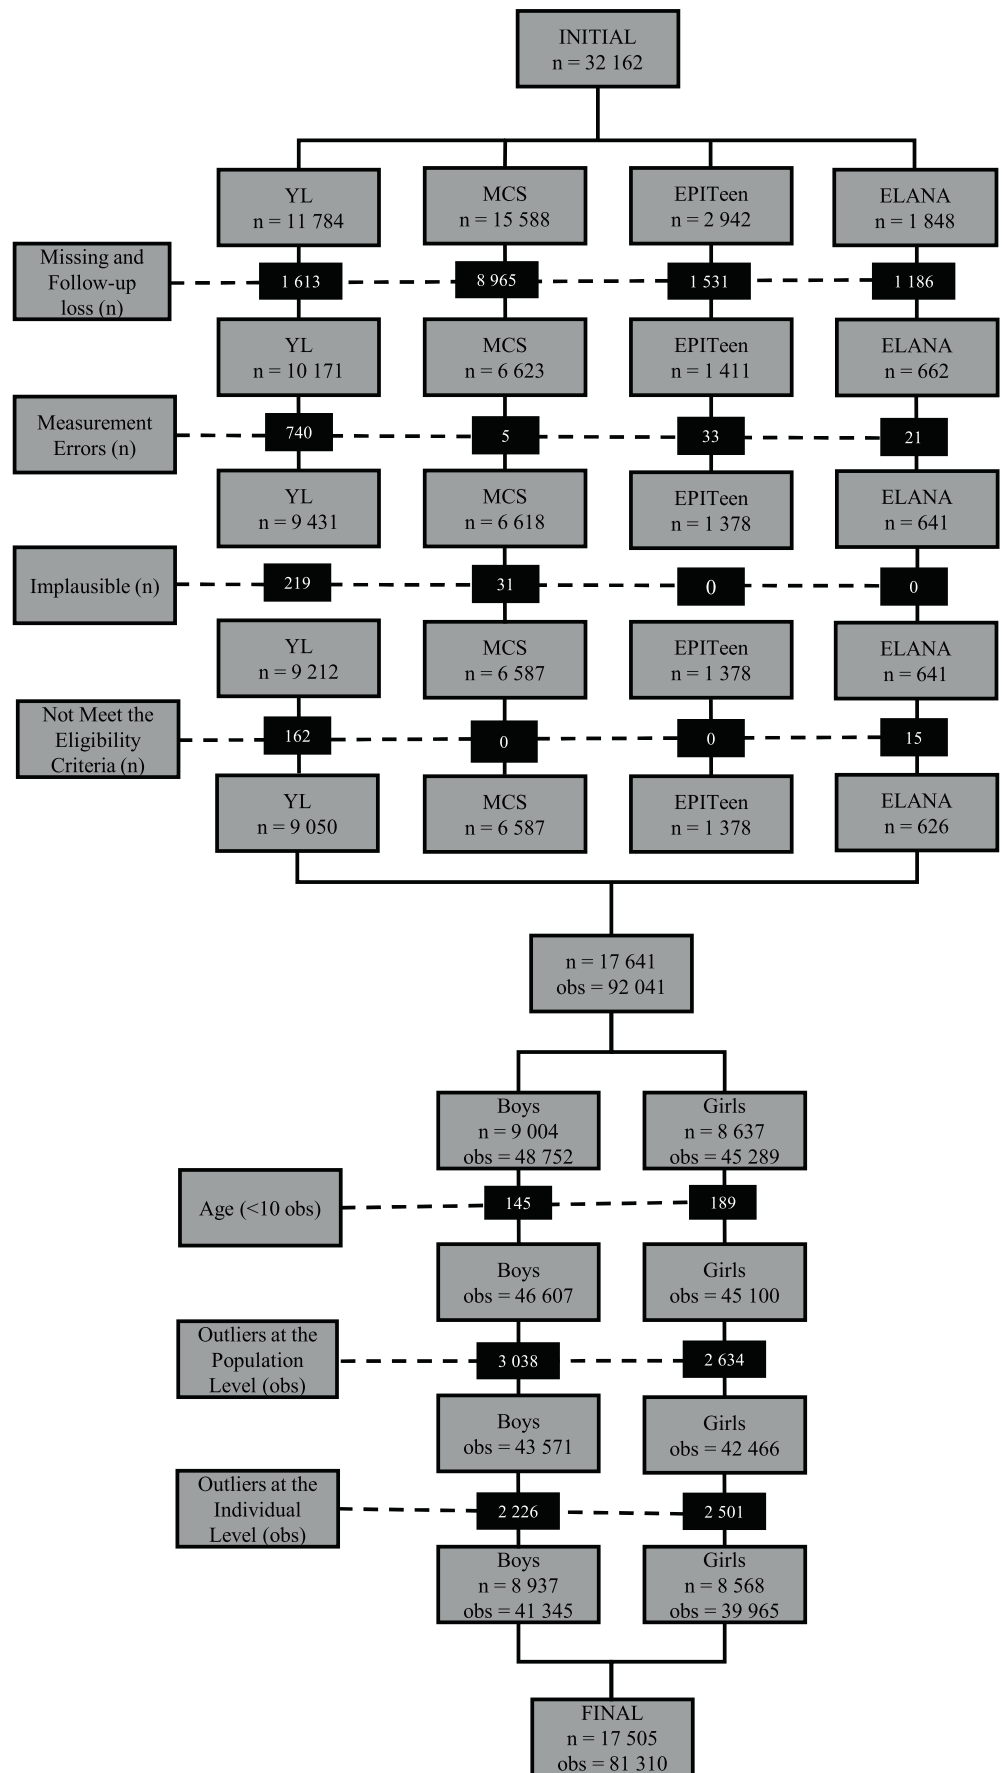 INITIAL
n = 32 162
YL
n = 11 784
MCS
n = 15 588
EPITeen
n = 2 942
ELANA
n = 1 848
Missing and
Follow-up
loss (n)
1 613
8 965
1 531
1 186
YL
n = 10 171
MCS
n = 6 623
EPITeen
n = 1 411
ELANA
n = 662
Measurement
Errors (n)
740
5
33
21
YL
n = 9 431
MCS
n = 6 618
EPITeen
n = 1 378
ELANA
n = 641
Implausible (n)
219
31
0
0
YL
n = 9 212
MCS
n = 6 587
EPITeen
n = 1 378
ELANA
n = 641
Not Meet the
Eligibility
Criteria (n)
162
0
0
15
YL
n = 9 050
MCS
n = 6 587
EPITeen
n = 1 378
ELANA
n = 626
n = 17 641
obs = 92 041
Boys
n = 9 004
obs = 48 752
Girls
n = 8 637
obs = 45 289
Age (<10 obs)
145
189
Boys
obs = 46 607
Girls
obs = 45 100
Outliers at the
Population
Level (obs)
3 038
2 634
Boys
obs = 43 571
Girls
obs = 42 466
Outliers at the
Individual
Level (obs)
2 226
2 501
Boys
n = 8 937
obs = 41 345
Girls
n = 8 568
obs = 39 965
FINAL
n = 17 505
obs = 81 310